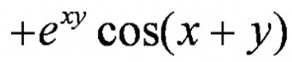 +e^{xy} cos(x + y)